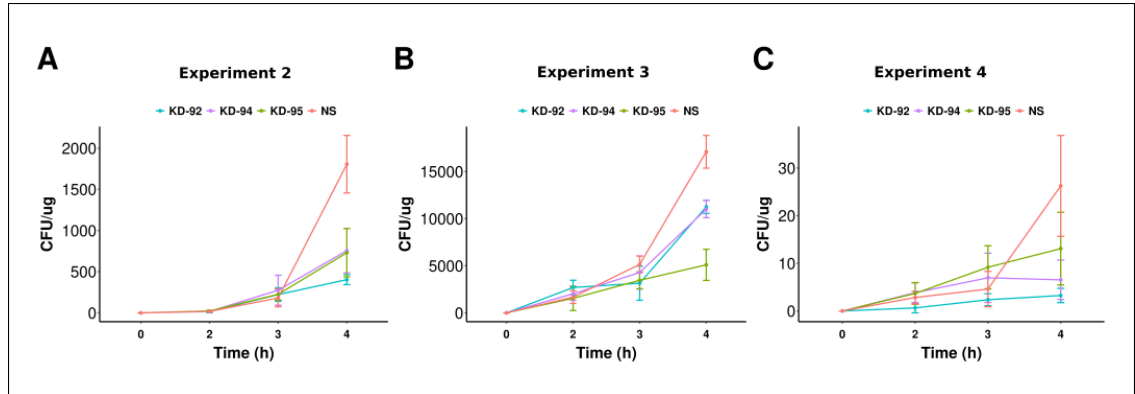 A
Experiment 2
KD-92 KD-94 KD-95 NS
CFU/ug
2000
1500
1000
500
0
0 2 3 4
Time (h)
B
Experiment 3
KD-92 KD-94 KD-95 NS
CFU/ug
15000
10000
5000
0
0 2 3 4
Time (h)
C
Experiment 4
KD-92 KD-94 KD-95 NS
CFU/ug
30
20
10
0
0 2 3 4
Time (h)